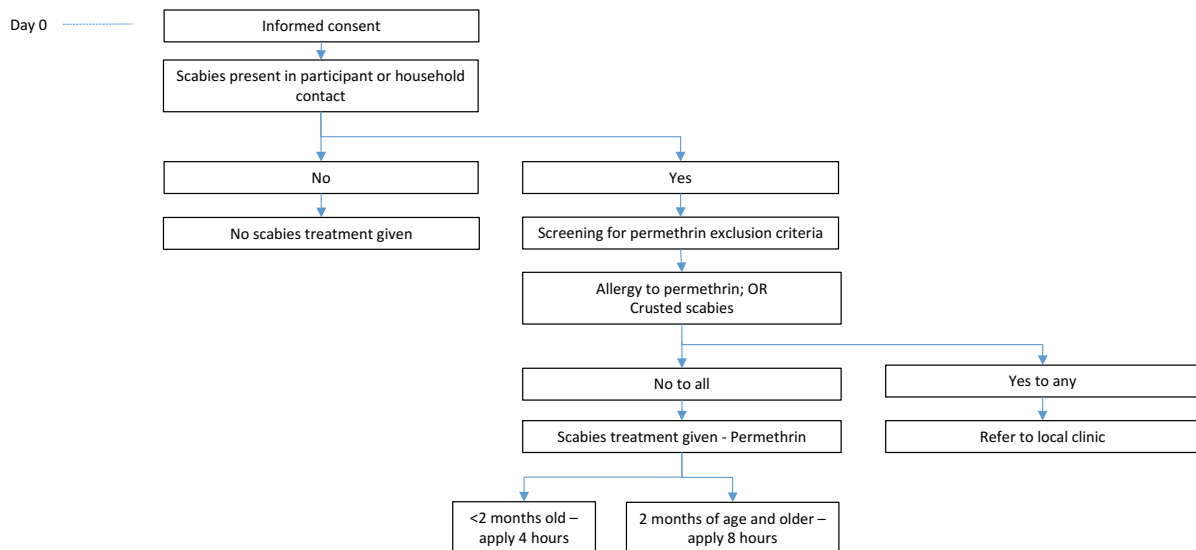 Day 0
Informed consent
Scabies present in participant or household
contact
No
Yes
No scabies treatment given
Screening for permethrin exclusion criteria
Allergy to permethrin; OR
Crusted scabies
No to all
Yes to any
Scabies treatment given - Permethrin
Refer to local clinic
<2 months old –
apply 4 hours
2 months of age and older –
apply 8 hours